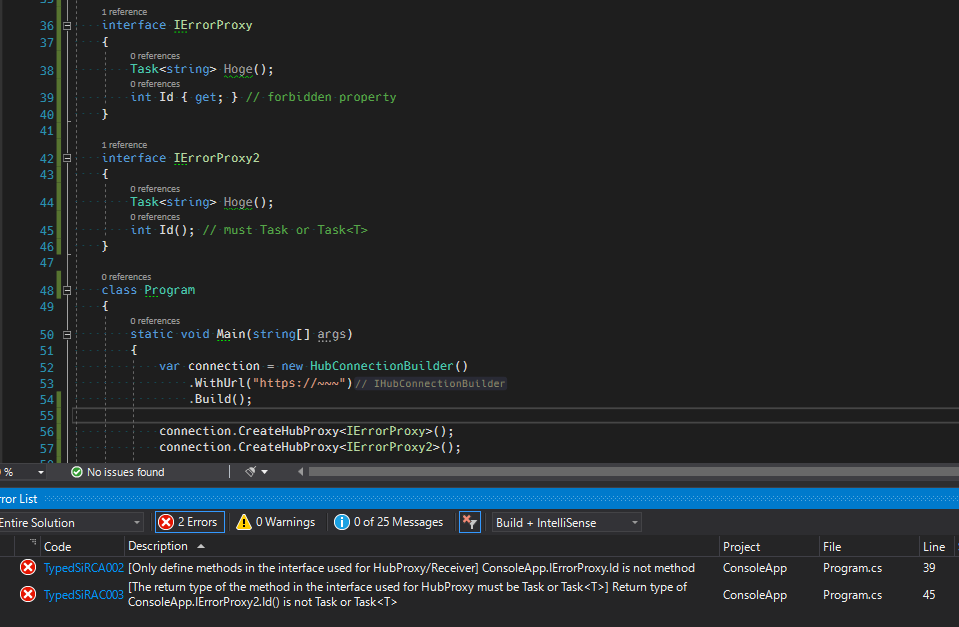 35
1 reference
36 interface IErrorProxy
37 {
0 references
38 Task<string> Hoge();
0 references
39 int Id { get; } // forbidden property
40 }
41
1 reference
42 interface IErrorProxy2
43 {
0 references
44 Task<string> Hoge();
0 references
45 int Id(); // must Task or Task<T>
46 }
47
0 references
48 class Program
49 {
0 references
50 static void Main(string[] args)
51 {
52 var connection = new HubConnectionBuilder()
53 .WithUrl("https://~~~") // IHubConnectionBuilder
54 .Build();
55
56 connection.CreateHubProxy<IErrorProxy>();
57 connection.CreateHubProxy<IErrorProxy2>();
% No issues found
rror List
Entire Solution 2 Errors 0 Warnings 0 of 25 Messages Build + IntelliSense
Code Description Project File Line
TypedSiRCA002 [Only define methods in the interface used for HubProxy/Receiver] ConsoleApp.IErrorProxy.Id is not method ConsoleApp Program.cs 39
TypedSiRAC003 [The return type of the method in the interface used for HubProxy must be Task or Task<T>] Return type of
ConsoleApp.IErrorProxy2.Id() is not Task or Task<T> ConsoleApp Program.cs 45